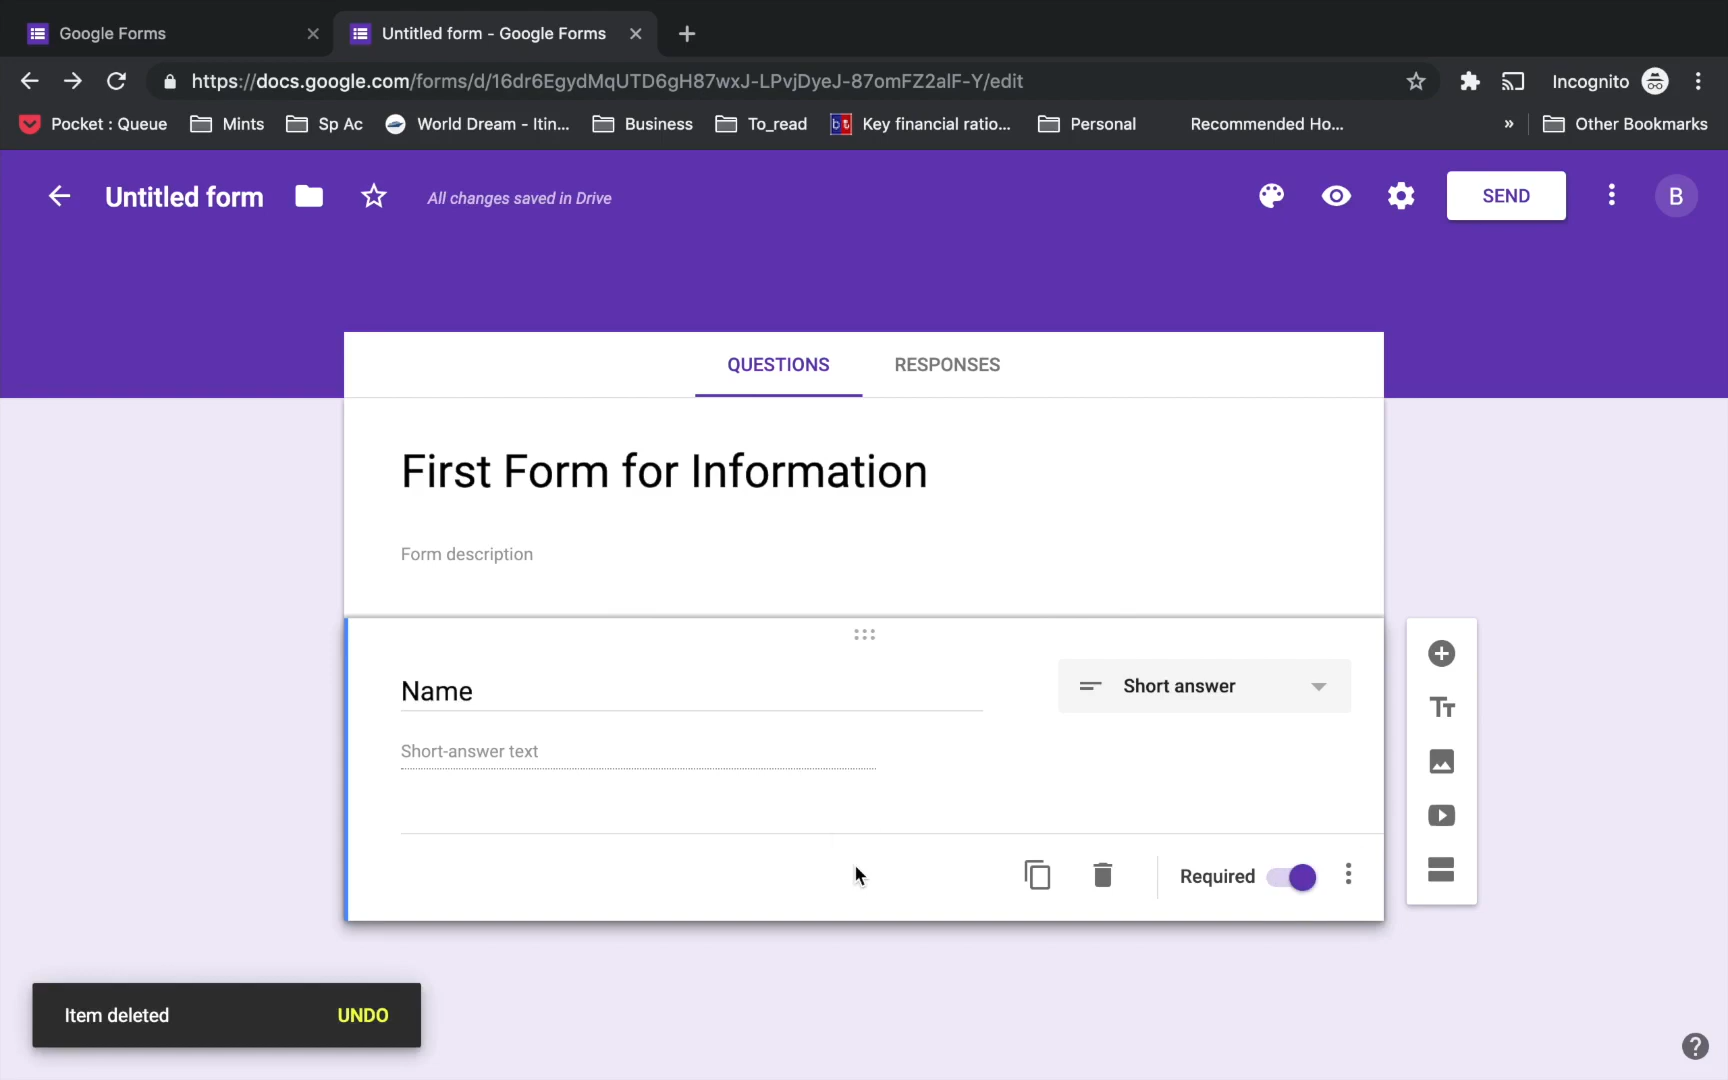 Google Forms
Untitled form - Google Forms
https://docs.google.com/forms/d/16dr6EgydMqUTD6gH87wxJ-LPvjDyeJ-87omFZ2alF-Y/edit
Incognito
Pocket : Queue
Mints
Sp Ac
World Dream - Itin...
Business
To_read
Key financial ratio...
Personal
Recommended Ho...
»
Other Bookmarks
Untitled form
All changes saved in Drive
SEND
B
QUESTIONS
RESPONSES
First Form for Information
Form description
Name
Short answer
Short-answer text
Required
Item deleted
UNDO